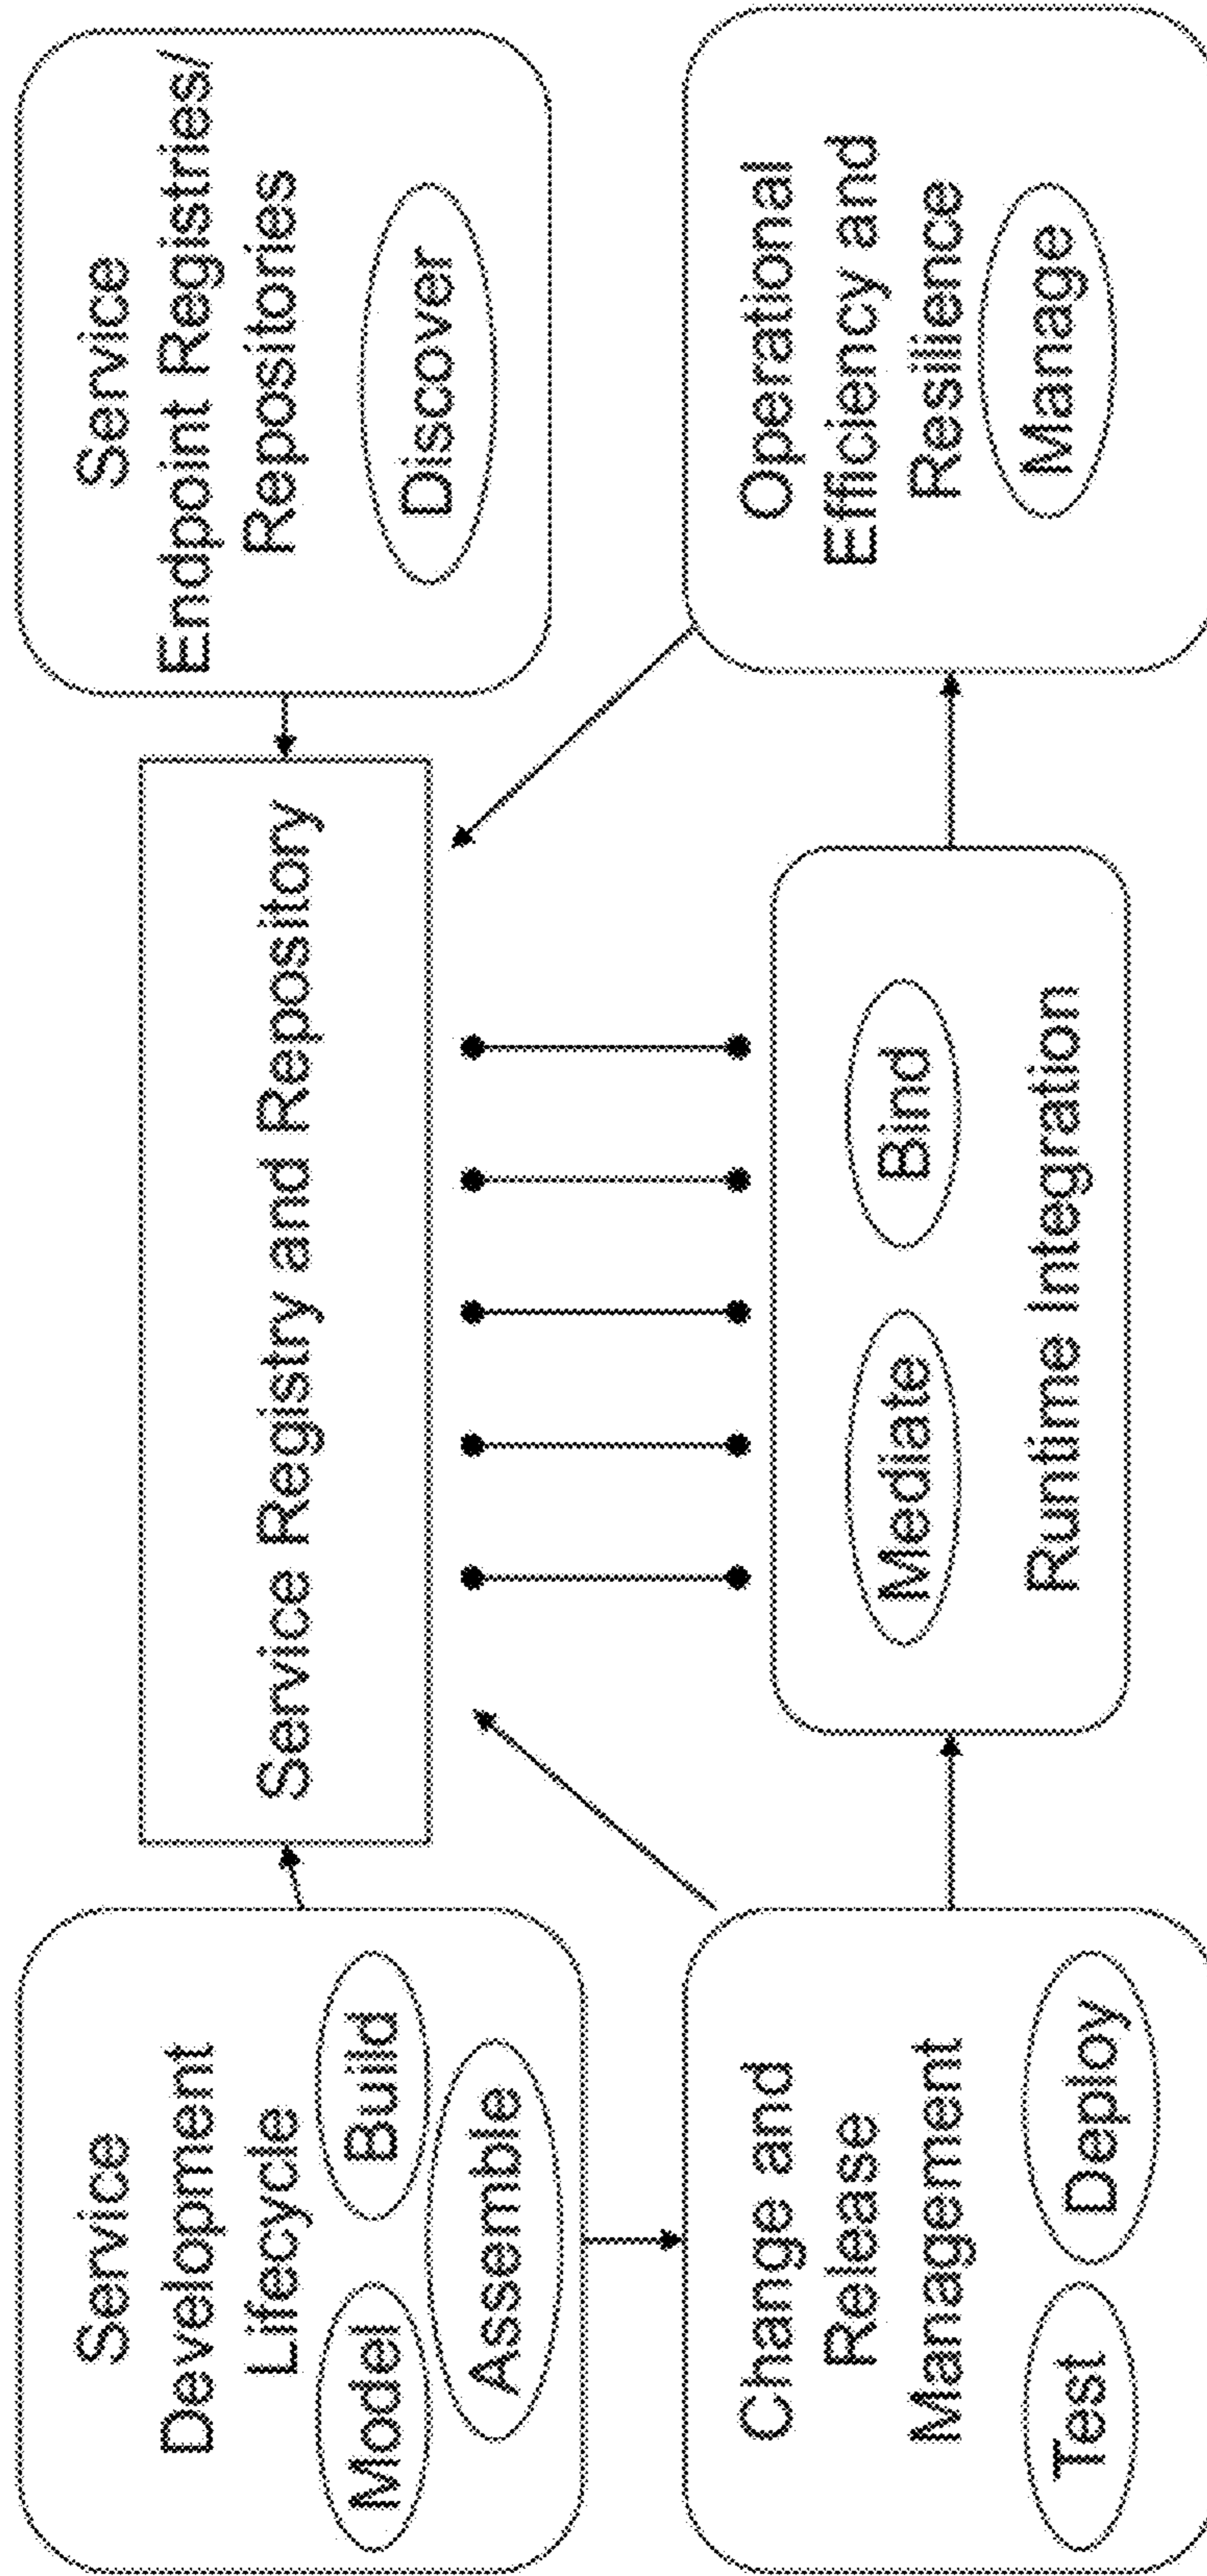 Service
Development
Lifecycle
Model
Build
Assemble
Service Registry and Repository
Service
Endpoint Registries/
Repositories
Discover
Change and
Release
Management
Test
Deploy
Mediate
Bind
Runtime Integration
Operational
Efficiency and
Resilience
Manage